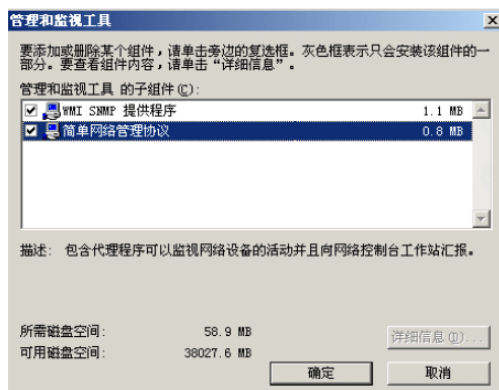 管理和监视工具
要添加或删除某个组件，请单击旁边的复选框。灰色框表示只会安装该组件的一
部分。要查看组件内容，请单击“详细信息”。
管理和监视工具 的子组件(C):
WMI SNMP 提供程序 1.1 MB
简单网络管理协议 0.8 MB
描述: 包含代理程序可以监视网络设备的活动并且向网络控制台工作站汇报。
所需磁盘空间: 58.9 MB
详细信息(D)...
可用磁盘空间: 38027.6 MB
确定 取消